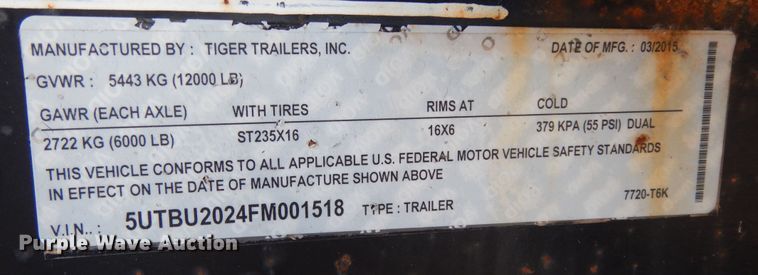 MANUFACTURED BY : TIGER TRAILERS, INC. DATE OF MFG. : 03/2015
GVWR : 5443 KG (12000 LB)
GAWR (EACH AXLE) WITH TIRES RIMS AT COLD
2722 KG (6000 LB) ST235X16 16X6 379 KPA (55 PSI) DUAL
THIS VEHICLE CONFORMS TO ALL APPLICABLE U.S. FEDERAL MOTOR VEHICLE SAFETY STANDARDS
IN EFFECT ON THE DATE OF MANUFACTURE SHOWN ABOVE
7720-T6K
V.I.N.. : 5UTBU2024FM001518 TYPE : TRAILER
Purple Wave Auction